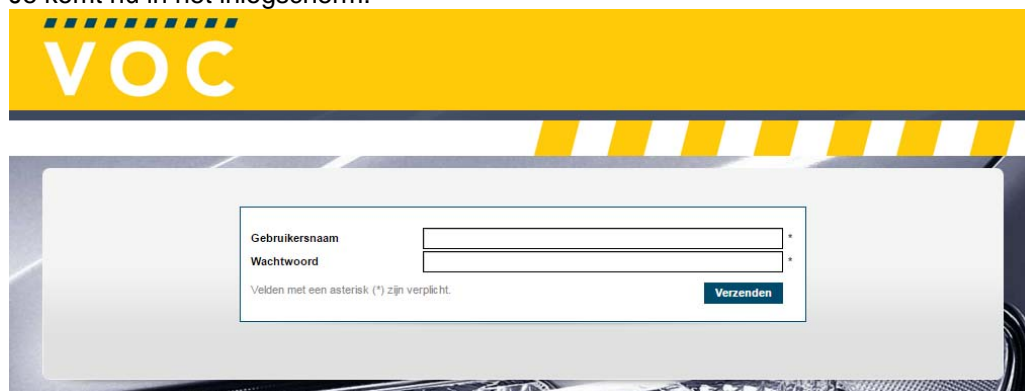 Je komt nu in het inlogscherm:
VOC
Gebruikersnaam *
Wachtwoord *
Velden met een asterisk (*) zijn verplicht.
Verzenden